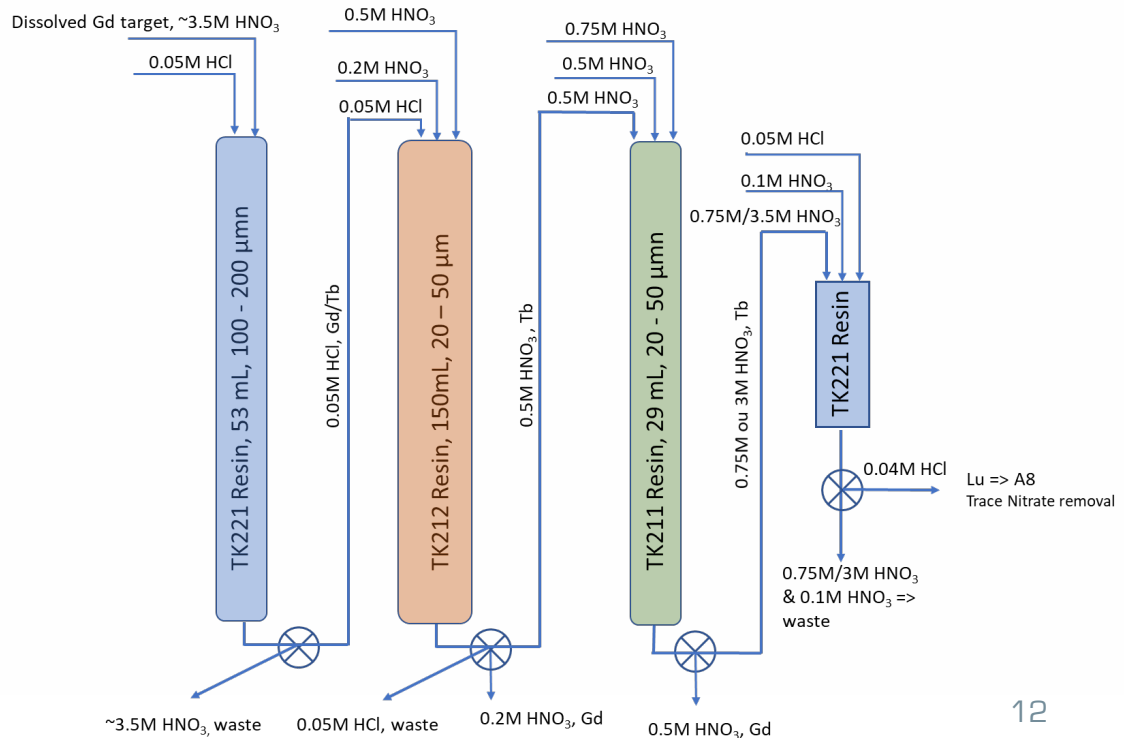 Dissolved Gd target, ~3.5M HNO₃
0.05M HCl
0.5M HNO₃
0.2M HNO₃
0.05M HCl
0.75M HNO₃
0.5M HNO₃
0.5M HNO₃
0.05M HCl
0.1M HNO₃
0.75M/3.5M HNO₃
TK221 Resin, 53 mL, 100 - 200 µmn
0.05M HCl, Gd/Tb
TK212 Resin, 150mL, 20 – 50 µm
0.5M HNO₃ , Tb
TK211 Resin, 29 mL, 20 - 50 µmn
0.75M ou 3M HNO₃, Tb
TK221 Resin
0.04M HCl
Lu => A8
Trace Nitrate removal
0.75M/3M HNO₃
& 0.1M HNO₃ =>
waste
~3.5M HNO₃, waste
0.05M HCl, waste
0.2M HNO₃, Gd
0.5M HNO₃, Gd
12